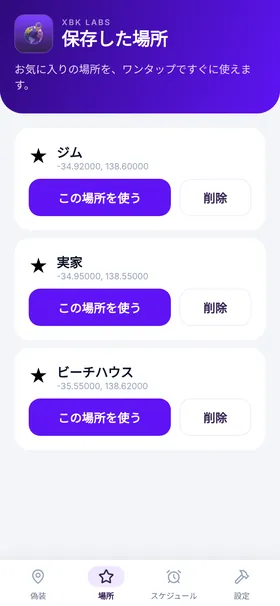 XBK LABS
保存した場所
お気に入りの場所を、ワンタップですぐに使えま
す。
ジム
-34.92000, 138.60000
この場所を使う
削除
実家
-34.95000, 138.55000
この場所を使う
削除
ビーチハウス
-35.55000, 138.62000
この場所を使う
削除
偽装
場所
スケジュール
設定